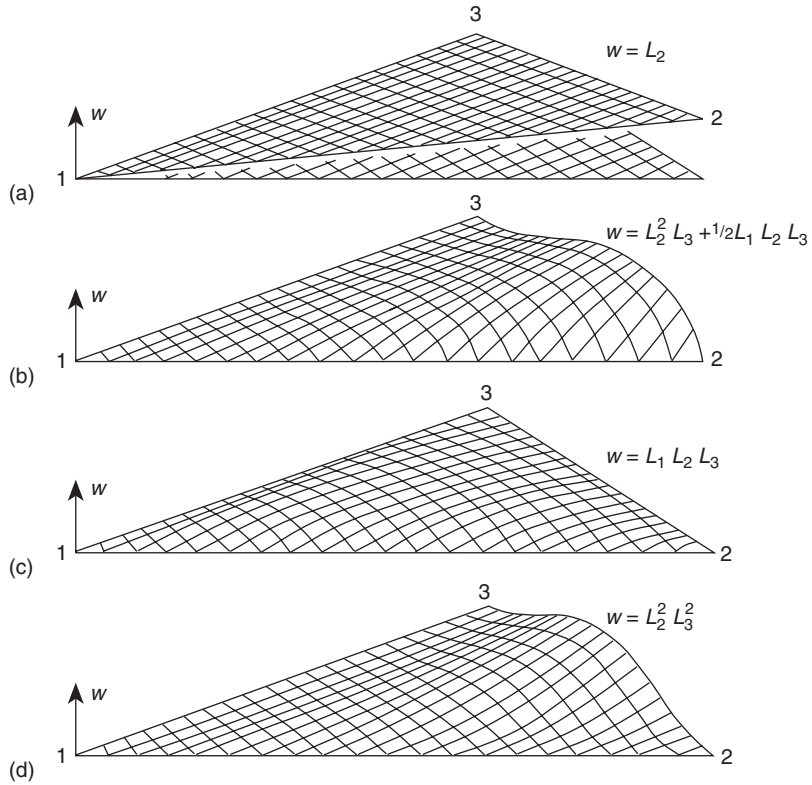 3
w = L₂
w
2
1
(a)
3
w = L₂² L₃ + 1/2 L₁ L₂ L₃
w
1
2
(b)
3
w = L₁ L₂ L₃
w
1
2
(c)
3
w = L₂² L₃²
w
1
2
(d)